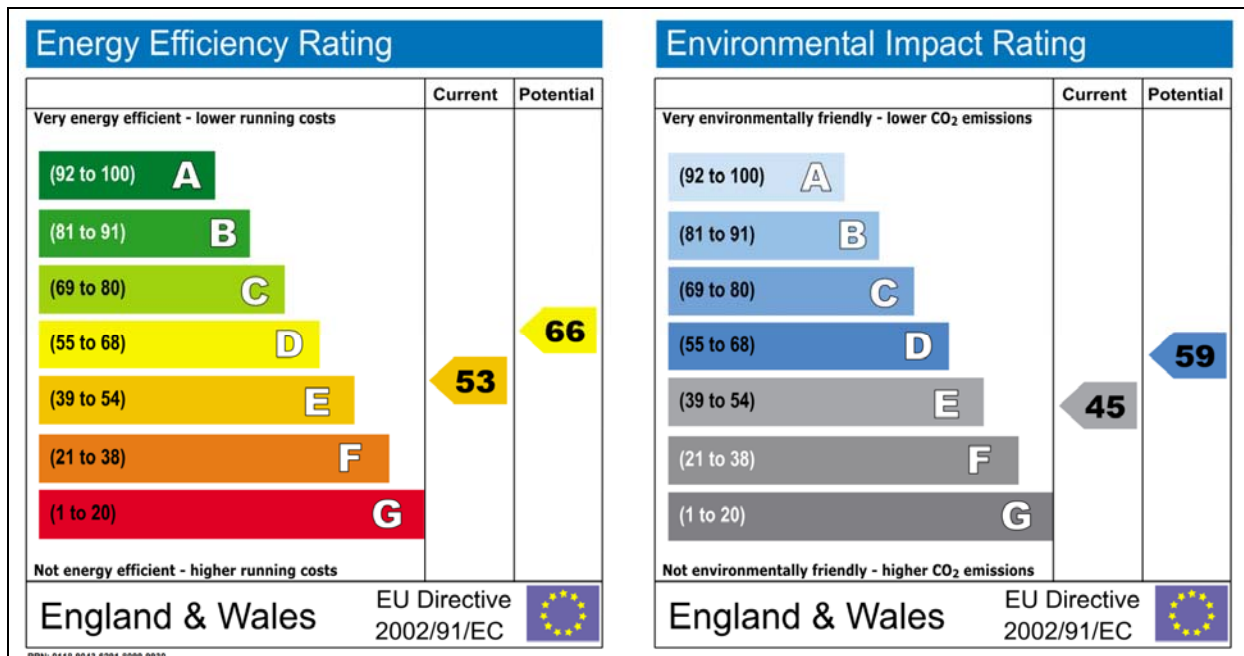 Energy Efficiency Rating
Current Potential
Very energy efficient - lower running costs
(92 to 100) A
(81 to 91) B
(69 to 80) C
(55 to 68) D
66
(39 to 54) E
53
(21 to 38) F
(1 to 20) G
Not energy efficient - higher running costs
England & Wales
EU Directive
2002/91/EC
Environmental Impact Rating
Current Potential
Very environmentally friendly - lower CO₂ emissions
(92 to 100) A
(81 to 91) B
(69 to 80) C
(55 to 68) D
59
(39 to 54) E
45
(21 to 38) F
(1 to 20) G
Not environmentally friendly - higher CO₂ emissions
England & Wales
EU Directive
2002/91/EC